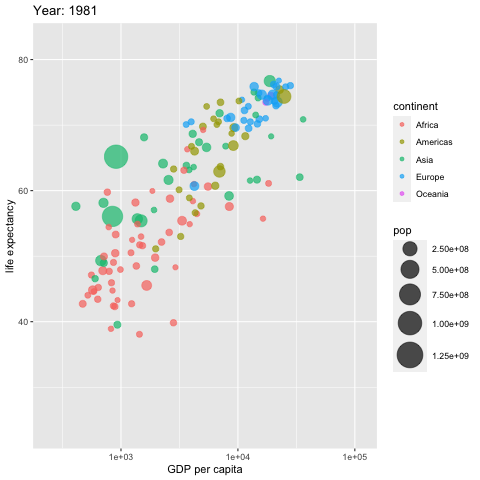 Year: 1981
80
60
40
life expectancy
1e+03
1e+04
1e+05
GDP per capita
continent
Africa
Americas
Asia
Europe
Oceania
pop
2.50e+08
5.00e+08
7.50e+08
1.00e+09
1.25e+09